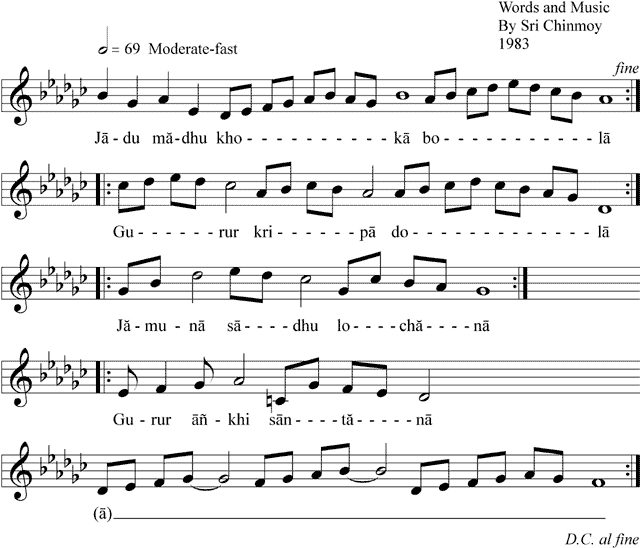 Words and Music
By Sri Chinmoy
1983
= 69 Moderate-fast
fine
Jā-du mă-dhu kho-----------kā bo-------lā
Gu----rur kri----pā do---------lā
Jă-mu-nā sā----dhu lo---chă---nā
Gu-rur āñ-khi sān----tă----nā
(ā)
D.C. al fine